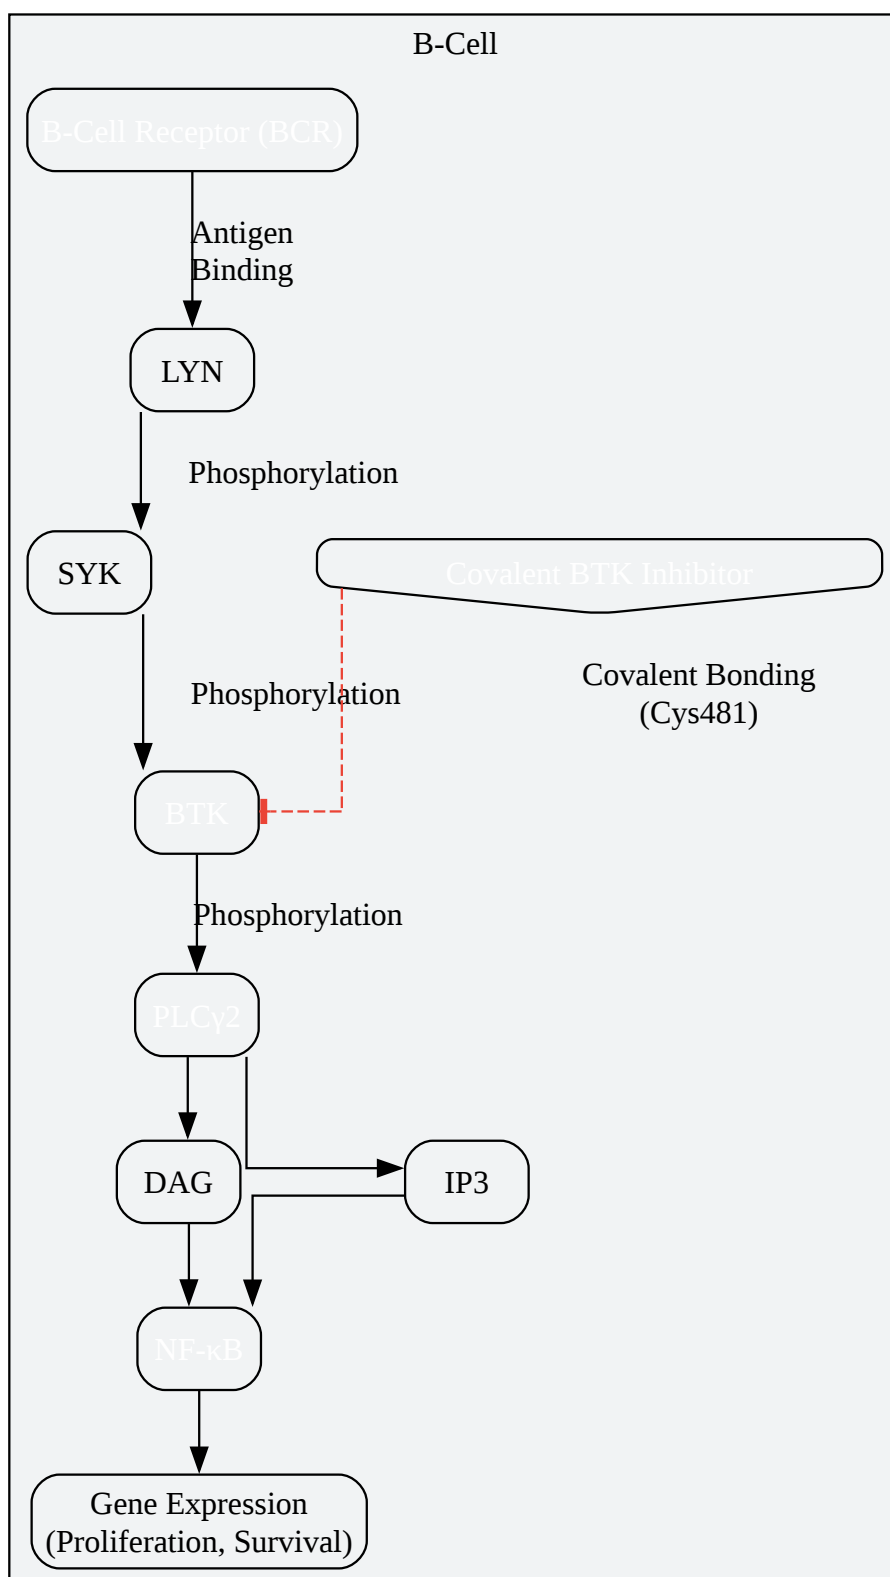 B-Cell
B-Cell Receptor (BCR)
Antigen
Binding
LYN
Phosphorylation
SYK
Covalent BTK Inhibitor
Phosphorylation
Covalent Bonding
(Cys481)
BTK
Phosphorylation
PLCγ2
DAG
IP3
NF-κB
Gene Expression
(Proliferation, Survival)